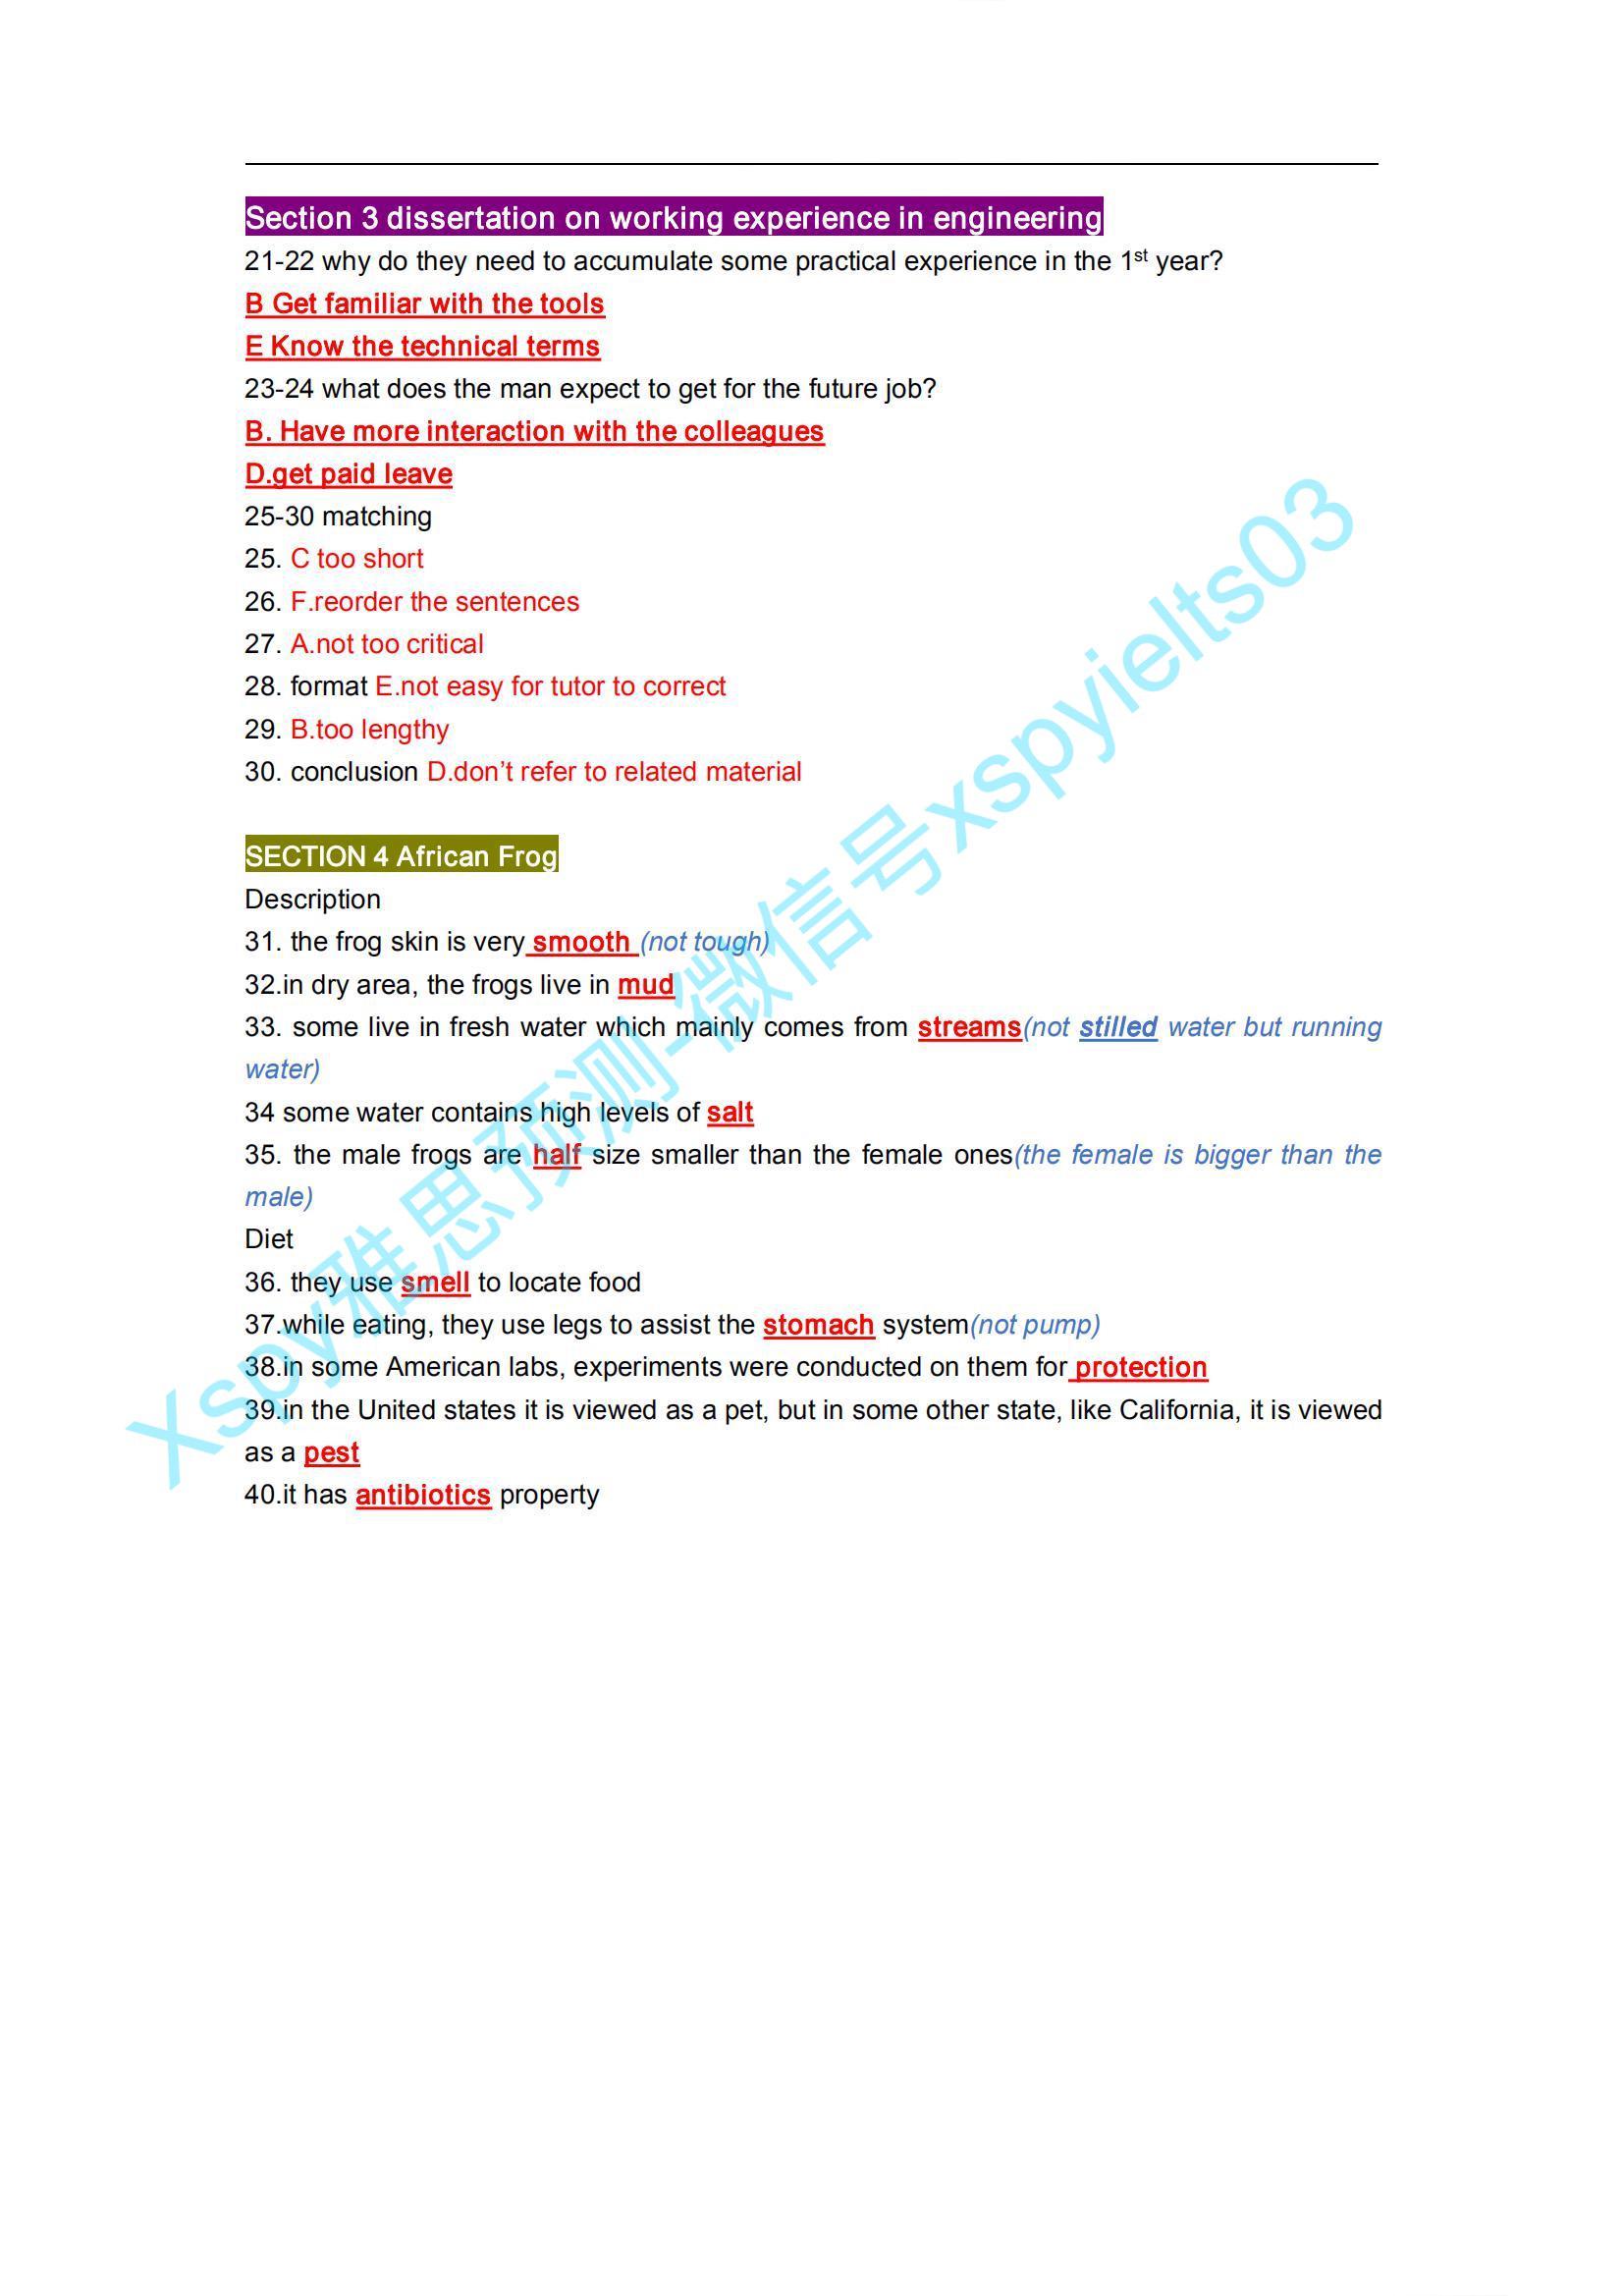 Section 3 dissertation on working experience in engineering
21-22 why do they need to accumulate some practical experience in the 1st year?
B Get familiar with the tools
E Know the technical terms
23-24 what does the man expect to get for the future job?
B. Have more interaction with the colleagues
D.get paid leave
25-30 matching
25. C too short
26. F.reorder the sentences
27. A.not too critical
28. format E.not easy for tutor to correct
29. B.too lengthy
30. conclusion D.don’t refer to related material
SECTION 4 African Frog
Description
31. the frog skin is very smooth (not tough)
32.in dry area, the frogs live in mud
33. some live in fresh water which mainly comes from streams(not stilled water but running
water)
34 some water contains high levels of salt
35. the male frogs are half size smaller than the female ones(the female is bigger than the
male)
Diet
36. they use smell to locate food
37.while eating, they use legs to assist the stomach system(not pump)
38.in some American labs, experiments were conducted on them for protection
39.in the United states it is viewed as a pet, but in some other state, like California, it is viewed
as a pest
40.it has antibiotics property
Xspy雅思预测-微信号xspyielts03